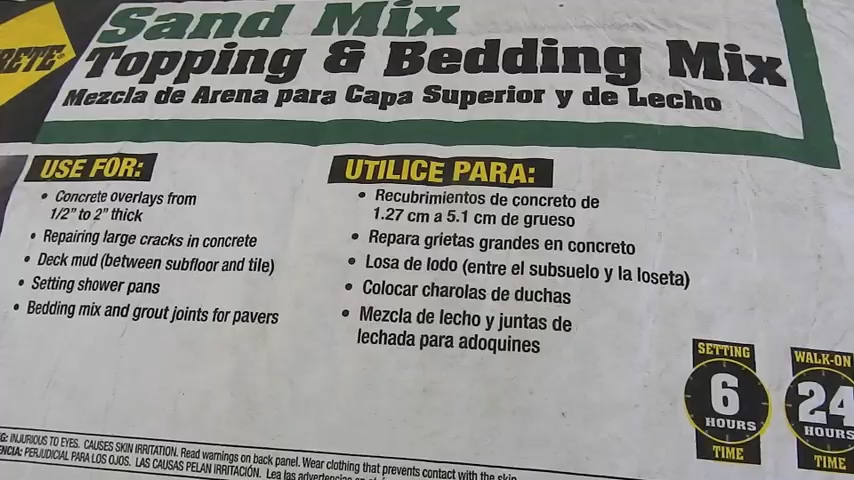 RETE®
Sand Mix
Topping & Bedding Mix
Mezcla de Arena para Capa Superior y de Lecho
USE FOR:
• Concrete overlays from
1/2" to 2" thick
• Repairing large cracks in concrete
• Deck mud (between subfloor and tile)
• Setting shower pans
• Bedding mix and grout joints for pavers
UTILICE PARA:
• Recubrimientos de concreto de
1.27 cm a 5.1 cm de grueso
• Repara grietas grandes en concreto
• Losa de lodo (entre el subsuelo y la loseta)
• Colocar charolas de duchas
• Mezcla de lecho y juntas de
lechada para adoquines
SETTING
6
HOURS
TIME
WALK-ON
24
HOURS
TIME
G: INJURIOUS TO EYES. CAUSES SKIN IRRITATION. Read warnings on back panel. Wear clothing that prevents contact with the skin
ENCIA: PERJUDICIAL PARA LOS OJOS. LAS CAUSAS PELAN IRRITACIÓN. Lea las advertencias